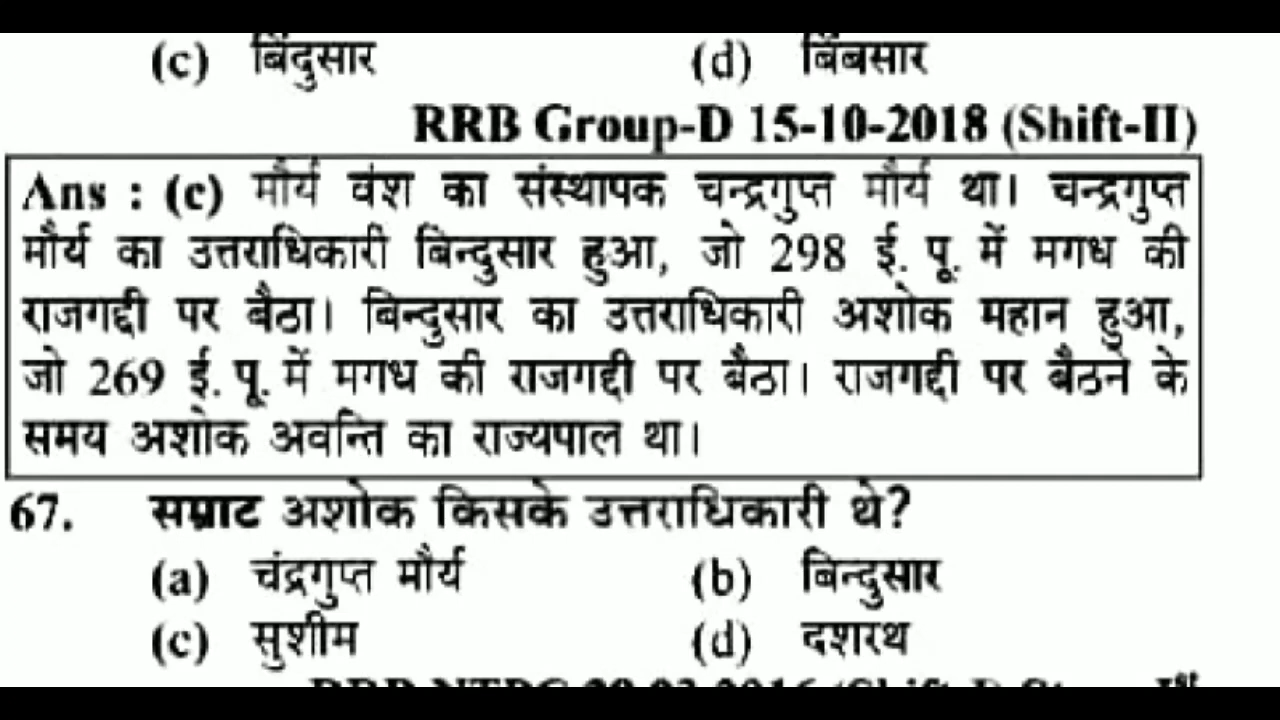 (c) बिंदुसार (d) बिंबसार
RRB Group-D 15-10-2018 (Shift-II)
Ans : (c) मौर्य वंश का संस्थापक चन्द्रगुप्त मौर्य था। चन्द्रगुप्त
मौर्य का उत्तराधिकारी बिन्दुसार हुआ, जो 298 ई. पू. में मगध की
राजगद्दी पर बैठा। बिन्दुसार का उत्तराधिकारी अशोक महान हुआ,
जो 269 ई. पू. में मगध की राजगद्दी पर बैठा। राजगद्दी पर बैठने के
समय अशोक अवन्ति का राज्यपाल था।
67. सम्राट अशोक किसके उत्तराधिकारी थे?
(a) चंद्रगुप्त मौर्य (b) बिन्दुसार
(c) सुशीम (d) दशरथ